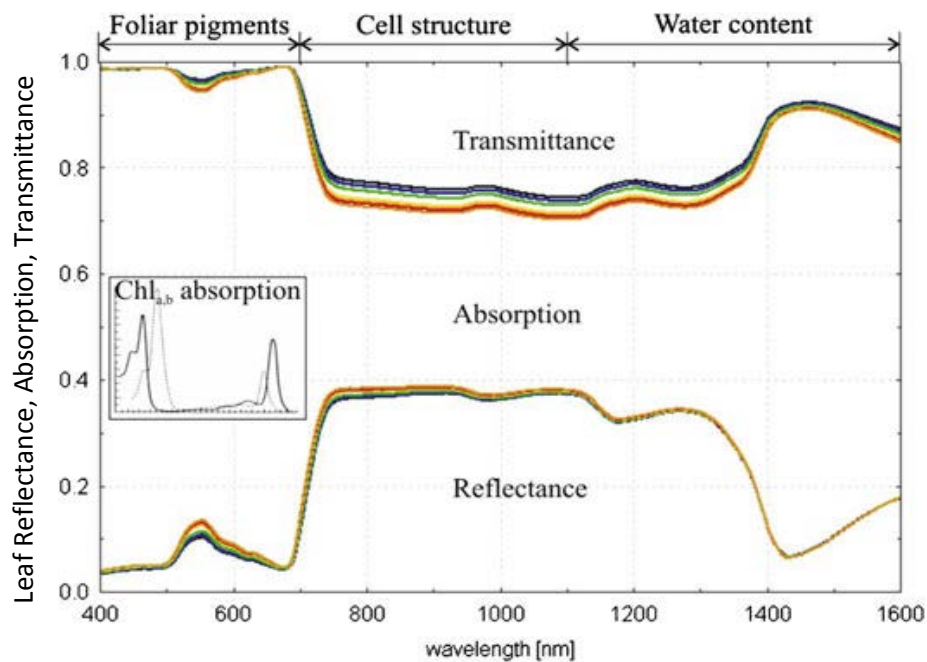 Foliar pigments Cell structure Water content
Leaf Reflectance, Absorption, Transmittance
1.0
0.8
0.6
0.4
0.2
0.0
Transmittance
Chla,b absorption
Absorption
Reflectance
400 600 800 1000 1200 1400 1600
wavelength [nm]